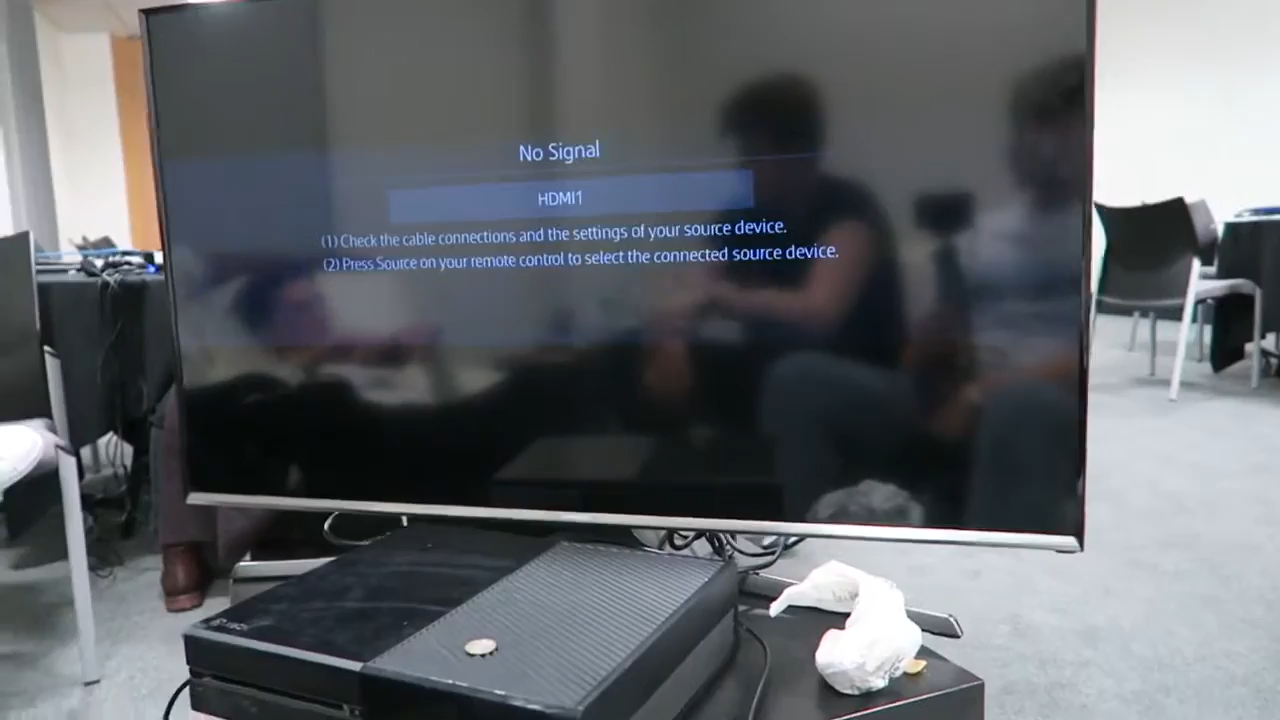 No Signal
HDMI1
(1) Check the cable connections and the settings of your source device.
(2) Press Source on your remote control to select the connected source device.